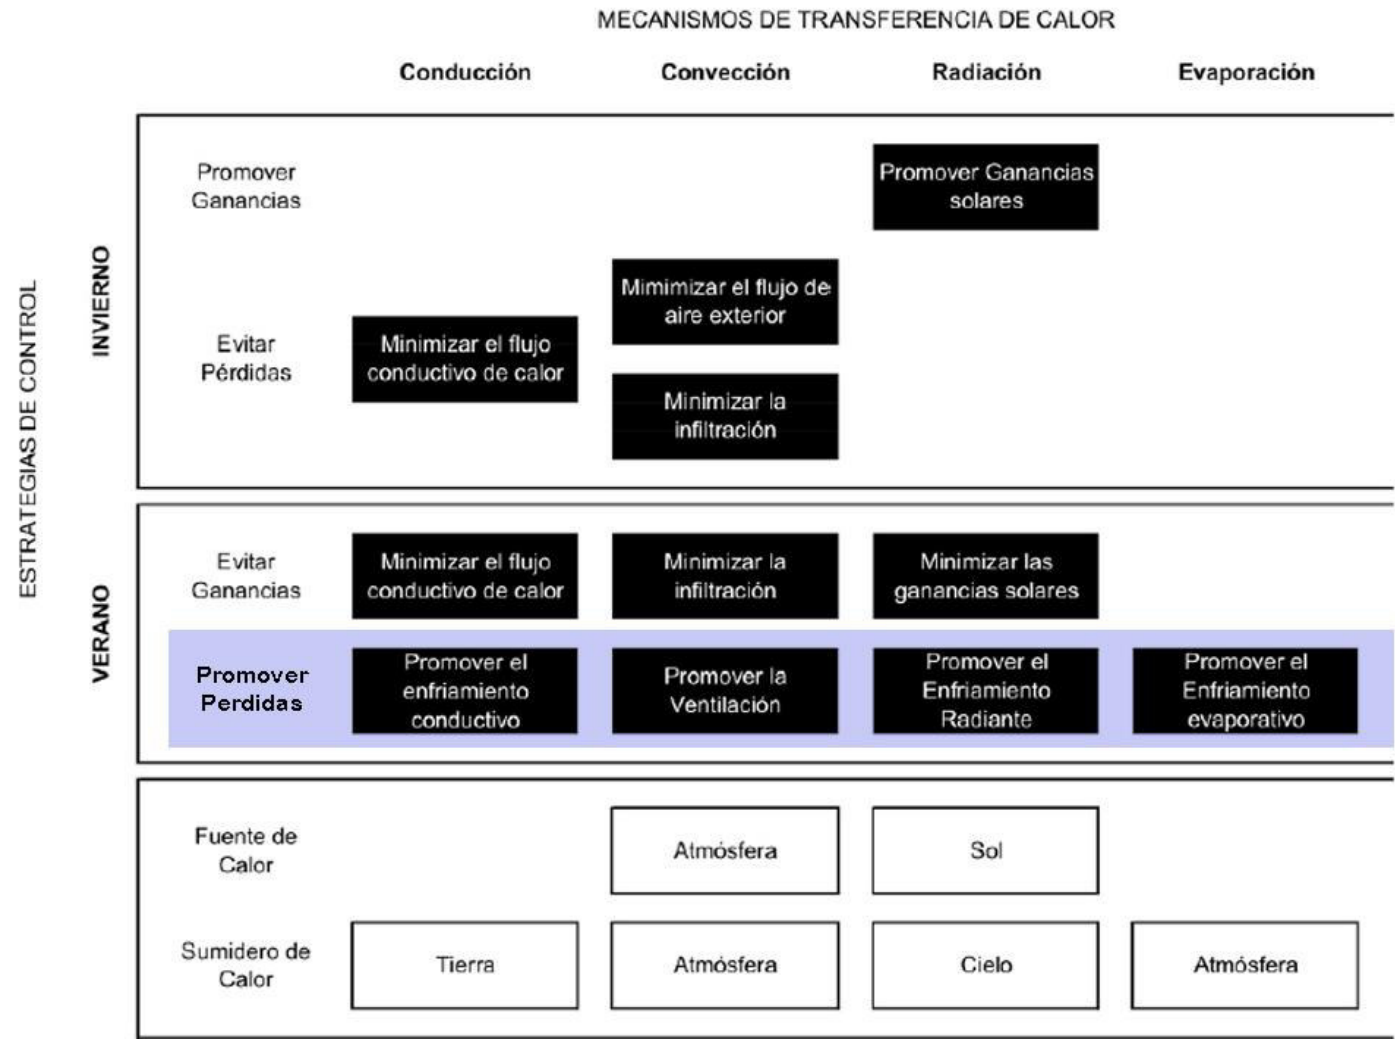 MECANISMOS DE TRANSFERENCIA DE CALOR
Conducción
Convección
Radiación
Evaporación
ESTRATEGIAS DE CONTROL
INVIERNO
Promover
Ganancias
Promover Ganancias
solares
Evitar
Pérdidas
Minimizar el flujo
conductivo de calor
Mimimizar el flujo de
aire exterior
Minimizar la
infiltración
VERANO
Evitar
Ganancias
Minimizar el flujo
conductivo de calor
Minimizar la
infiltración
Minimizar las
ganancias solares
Promover
Perdidas
Promover el
enfriamiento
conductivo
Promover la
Ventilación
Promover el
Enfriamiento
Radiante
Promover el
Enfriamiento
evaporativo
Fuente de
Calor
Atmósfera
Sol
Sumidero de
Calor
Tierra
Atmósfera
Cielo
Atmósfera